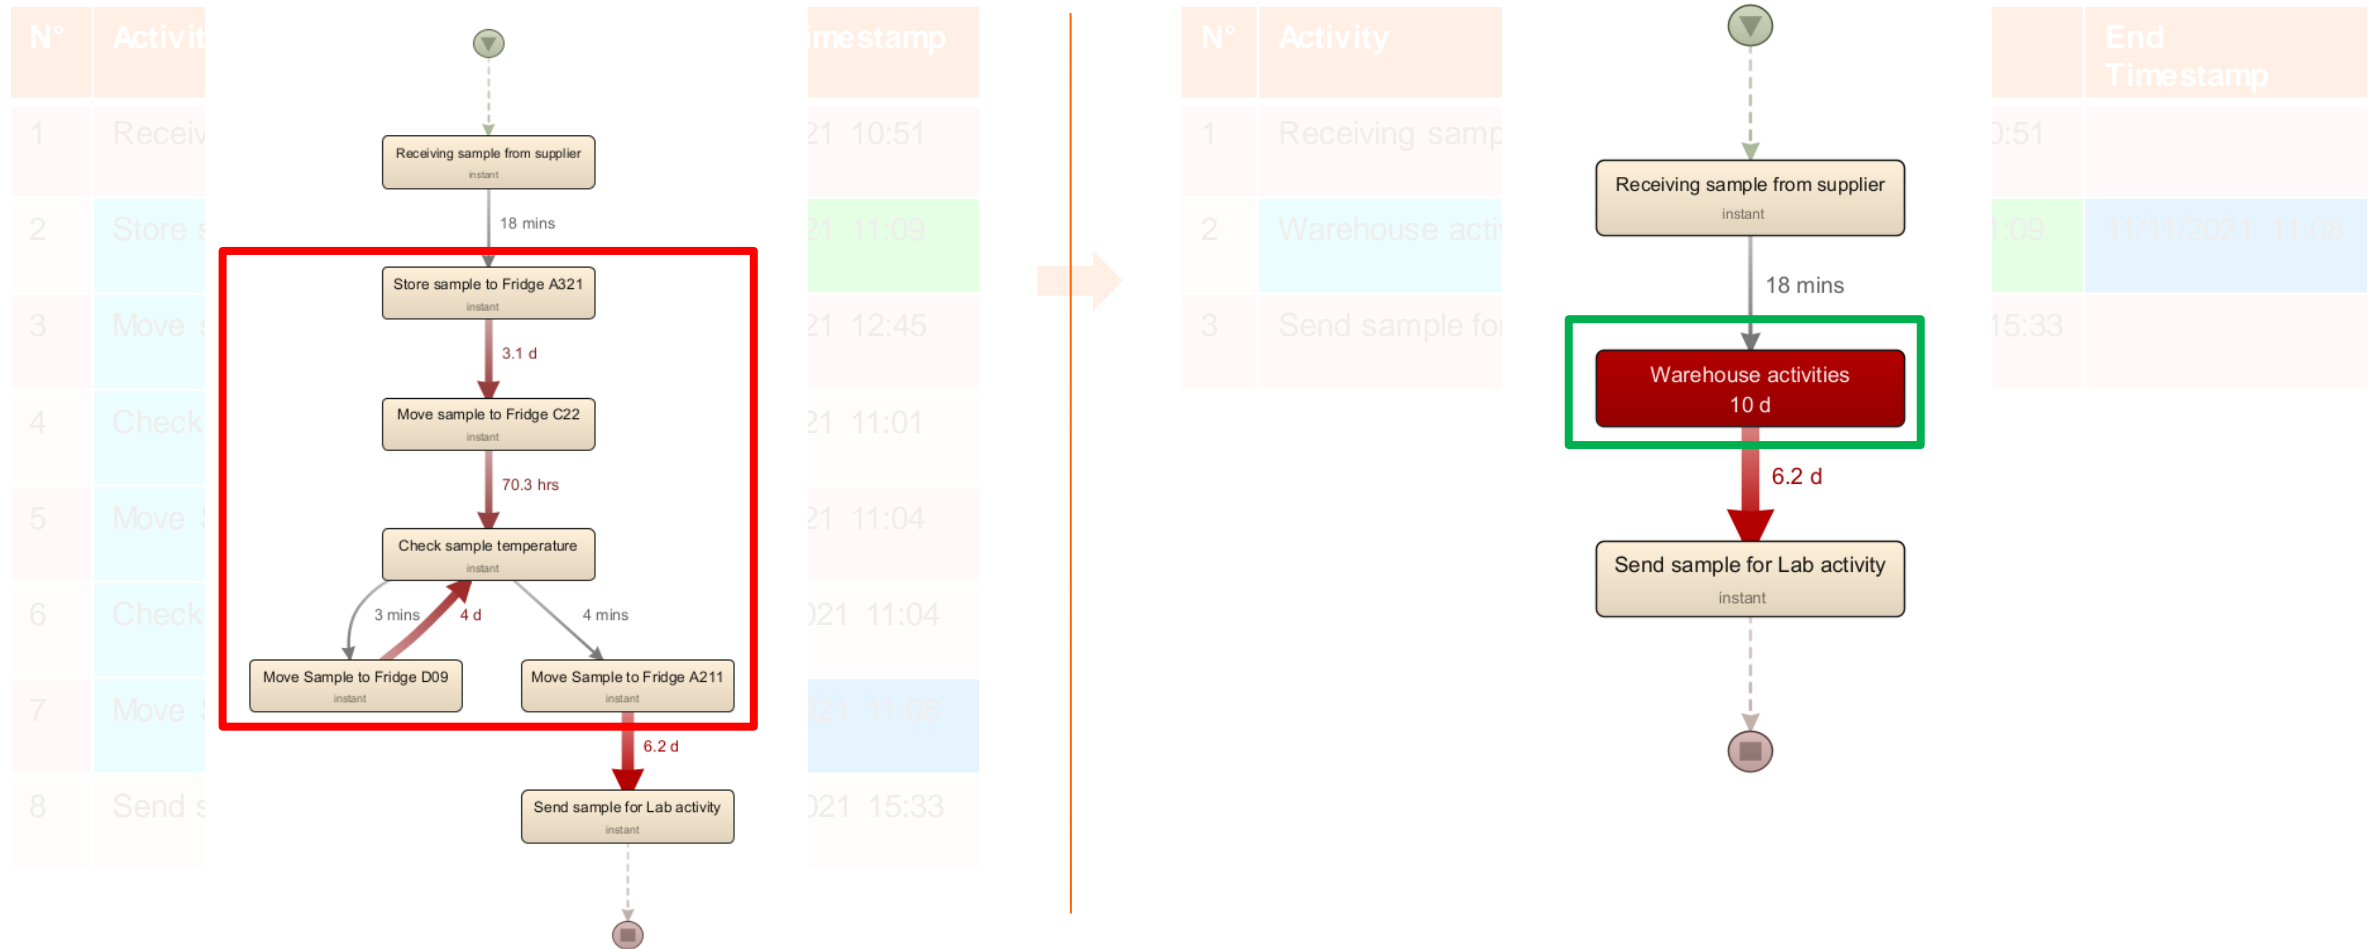 N° Activit imestamp
1 Receiv 21 10:51
2 Store s 21 11:09
3 Move s 21 12:45
4 Check 21 11:01
5 Move S 21 11:04
6 Check 021 11:04
7 Move S 021 11:08
8 Send s 021 15:33
Receiving sample from supplier
instant
18 mins
Store sample to Fridge A321
instant
3.1 d
Move sample to Fridge C22
instant
70.3 hrs
Check sample temperature
instant
3 mins 4 d 4 mins
Move Sample to Fridge D09
instant
Move Sample to Fridge A211
instant
6.2 d
Send sample for Lab activity
instant
N° Activity End
Timestamp
1 Receiving samp 0:51
2 Warehouse activ 1:09 11/11/2021 11:08
3 Send sample for 15:33
Receiving sample from supplier
instant
18 mins
Warehouse activities
10 d
6.2 d
Send sample for Lab activity
instant